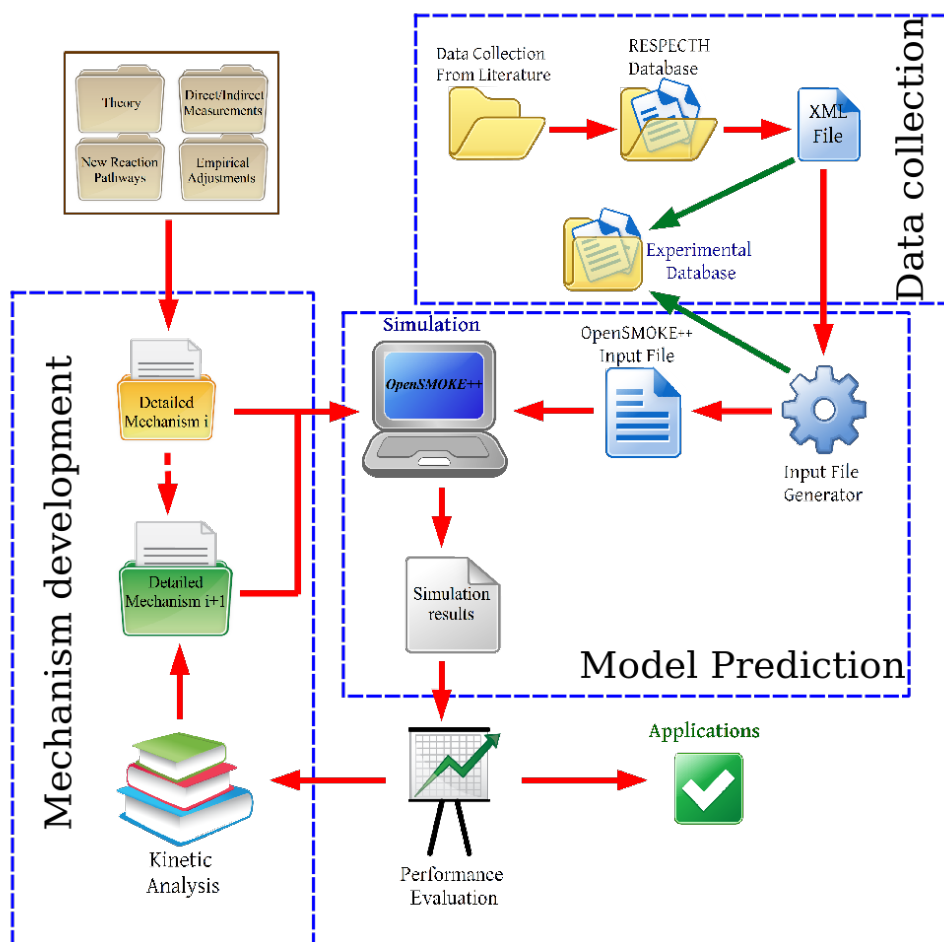 Theory
Direct/Indirect
Measurements
New Reaction
Pathways
Empirical
Adjustments
Data Collection
From Literature
RESPECTH
Database
XML
File
Experimental
Database
Data collection
Simulation
OpenSMOKE++
OpenSMOKE++
Input File
Input File
Generator
Detailed
Mechanism i
Detailed
Mechanism i+1
Mechanism development
Simulation
results
Model Prediction
Kinetic
Analysis
Performance
Evaluation
Applications